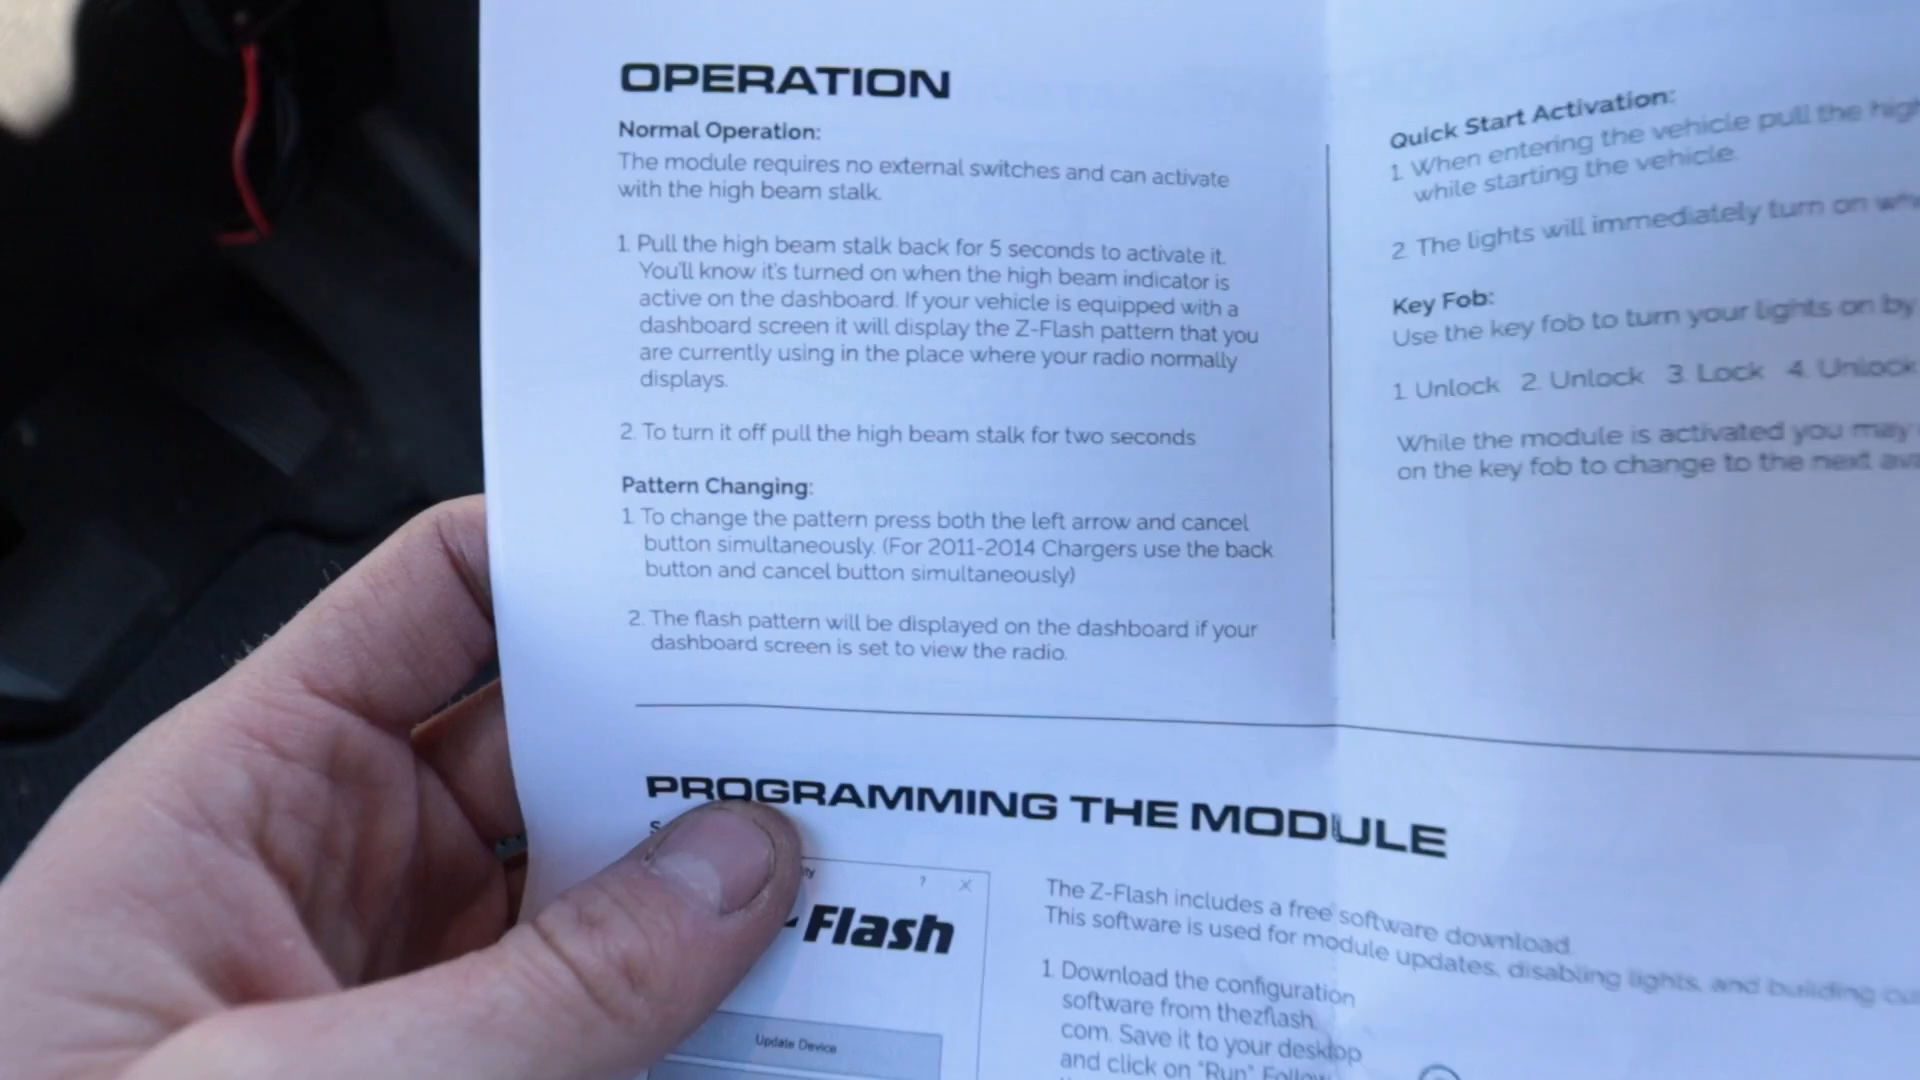 OPERATION
Normal Operation:
The module requires no external switches and can activate
with the high beam stalk.
1. Pull the high beam stalk back for 5 seconds to activate it.
You'll know it's turned on when the high beam indicator is
active on the dashboard. If your vehicle is equipped with a
dashboard screen it will display the Z-Flash pattern that you
are currently using in the place where your radio normally
displays.
2. To turn it off pull the high beam stalk for two seconds
Pattern Changing:
1. To change the pattern press both the left arrow and cancel
button simultaneously. (For 2011-2014 Chargers use the back
button and cancel button simultaneously)
2. The flash pattern will be displayed on the dashboard if your
dashboard screen is set to view the radio.
Quick Start Activation:
1. When entering the vehicle pull the
while starting the vehicle.
2. The lights will immediately turn on
Key Fob:
Use the key fob to turn your lights on by
1. Unlock 2. Unlock 3. Lock 4. Unlock
While the module is activated you may
on the key fob to change to the next
PROGRAMMING THE MODULE
? X
-Flash
Update Device
The Z-Flash includes a free software download.
This software is used for module updates, disabling lights, and building
1. Download the configuration
software from thezflash.
com. Save it to your desktop
and click on "Run". Follow